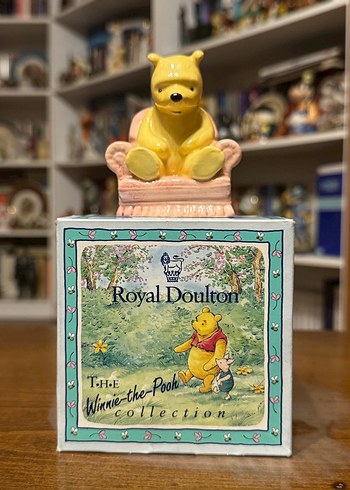 Royal Doulton
THE
Winnie-the-Pooh
collection